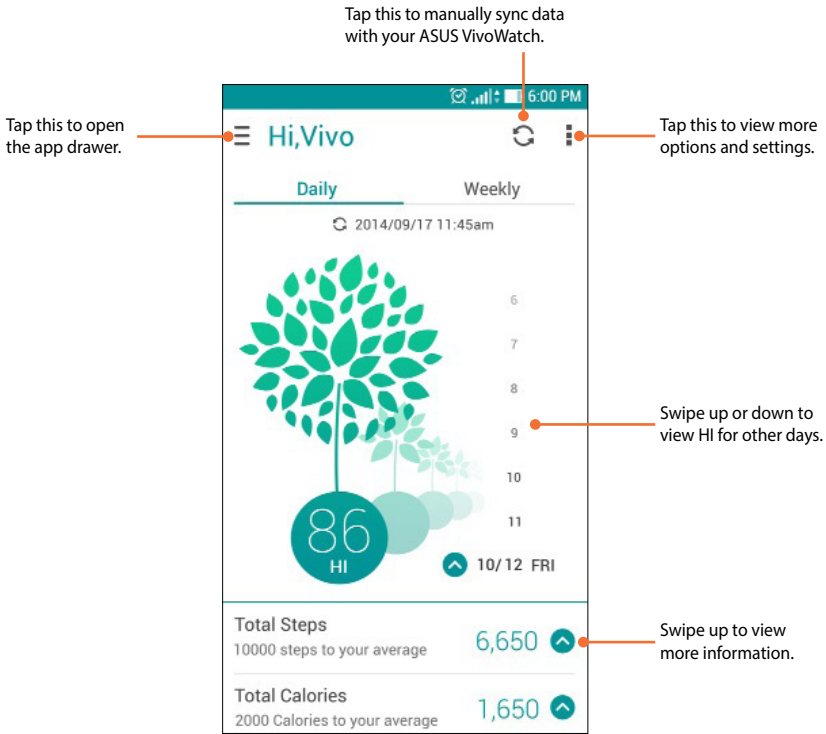 Tap this to manually sync data
with your ASUS VivoWatch.
6:00 PM
Tap this to open
the app drawer.
Hi,Vivo
Tap this to view more
options and settings.
Daily
Weekly
2014/09/17 11:45am
6
7
8
9
10
11
Swipe up or down to
view HI for other days.
86
HI
10/12 FRI
Total Steps
10000 steps to your average
6,650
Swipe up to view
more information.
Total Calories
2000 Calories to your average
1,650